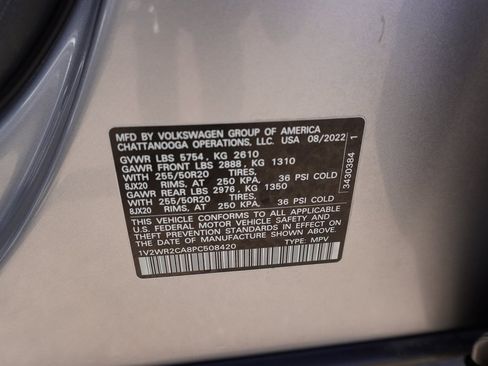 MFD BY VOLKSWAGEN GROUP OF AMERICA
CHATTANOOGA OPERATIONS, LLC. USA 08/2022
GVWR LBS 5754, KG 2610
GAWR FRONT LBS 2888, KG 1310
WITH 255/50R20 TIRES,
8JX20 RIMS, AT 250 KPA, 36 PSI COLD
GAWR REAR LBS 2976, KG 1350
WITH 255/50R20 TIRES,
8JX20 RIMS, AT 250 KPA, 36 PSI COLD
THIS VEHICLE CONFORMS TO ALL APPLICABLE
U.S. FEDERAL MOTOR VEHICLE SAFETY AND
THEFT PREVENTION STANDARDS IN EFFECT ON
THE DATE OF MANUFACTURE SHOWN ABOVE.
1V2WR2CA8PC508420 TYPE: MPV
3430384 1